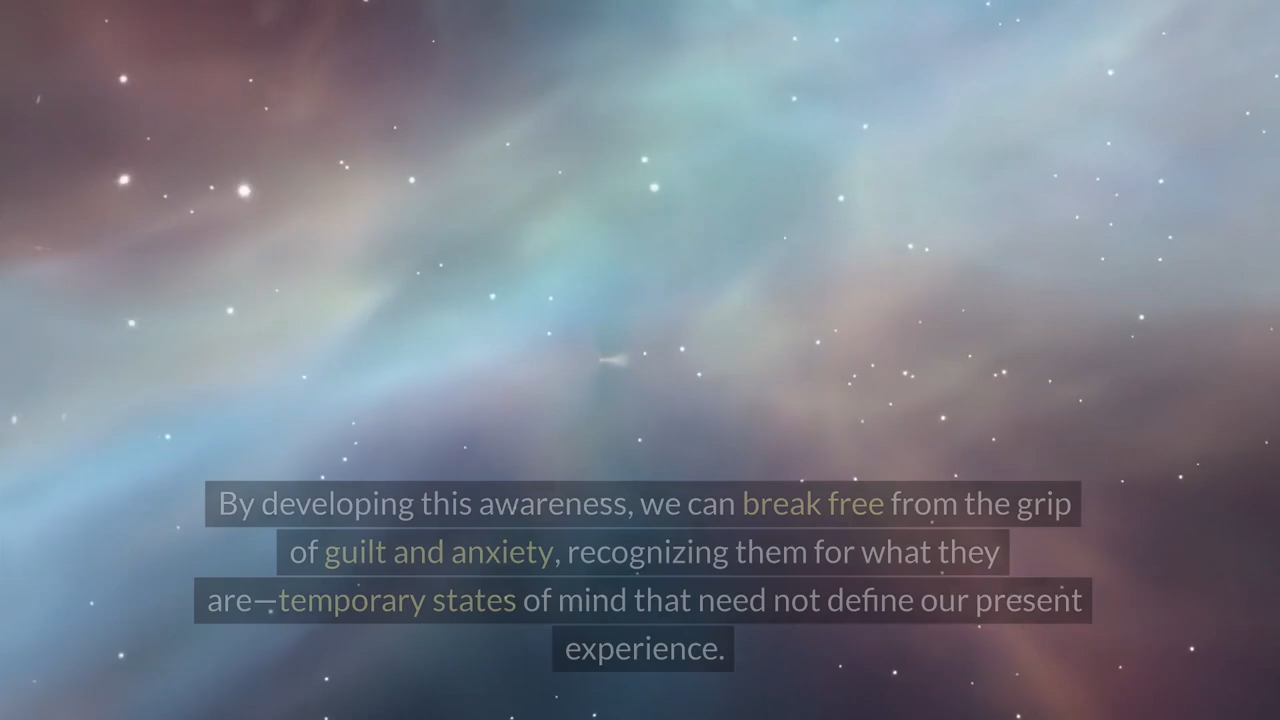 By developing this awareness, we can break free from the grip
of guilt and anxiety, recognizing them for what they
are—temporary states of mind that need not define our present
experience.